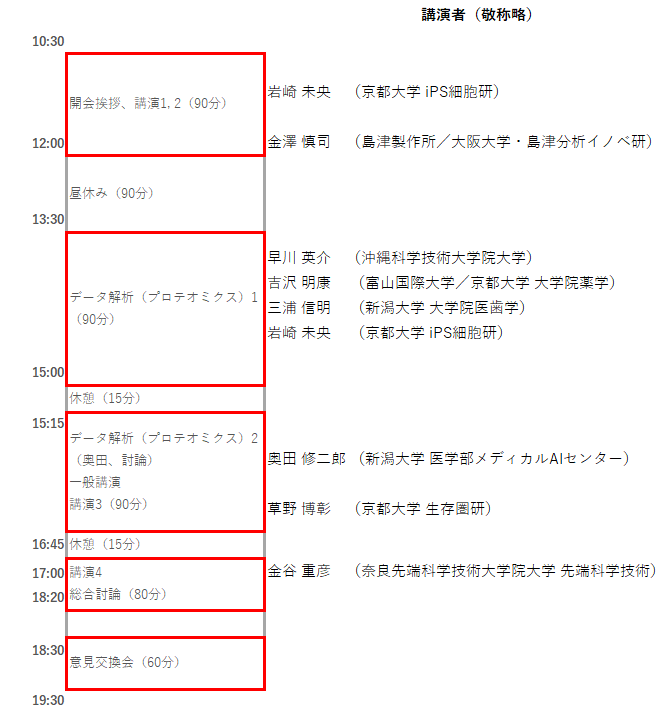 講演者（敬称略）
10:30
岩崎 未央 （京都大学 iPS細胞研）
開会挨拶、講演1, 2（90分）
12:00
金澤 慎司 （島津製作所／大阪大学・島津分析イノベ研）
昼休み（90分）
13:30
早川 英介 （沖縄科学技術大学院大学）
吉沢 明康 （富山国際大学／京都大学 大学院薬学）
データ解析（プロテオミクス）1
（90分）
三浦 信明 （新潟大学 大学院医歯学）
岩崎 未央 （京都大学 iPS細胞研）
15:00
休憩（15分）
15:15
データ解析（プロテオミクス）2
（奥田、討論）
一般講演
講演3（90分）
奥田 修二郎 （新潟大学 医学部メディカルAIセンター）
草野 博彰 （京都大学 生存圏研）
16:45
休憩（15分）
17:00
講演4
金谷 重彦 （奈良先端科学技術大学院大学 先端科学技術）
総合討論（80分）
18:20
18:30
意見交換会（60分）
19:30